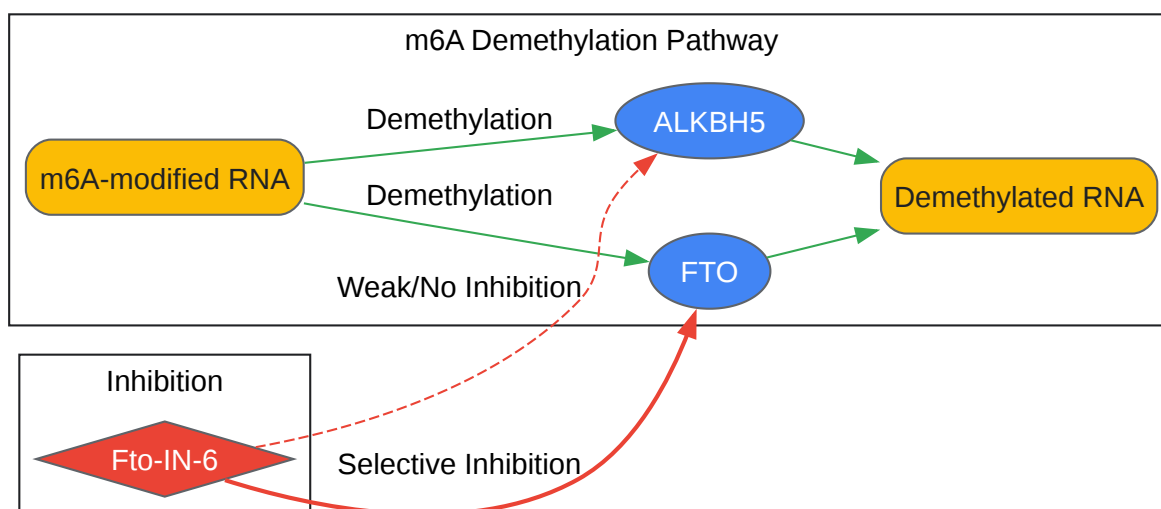 m6A Demethylation Pathway
Demethylation
ALKBH5
m6A-modified RNA
Demethylation
Demethylated RNA
FTO
Weak/No Inhibition
Inhibition
Fto-IN-6
Selective Inhibition